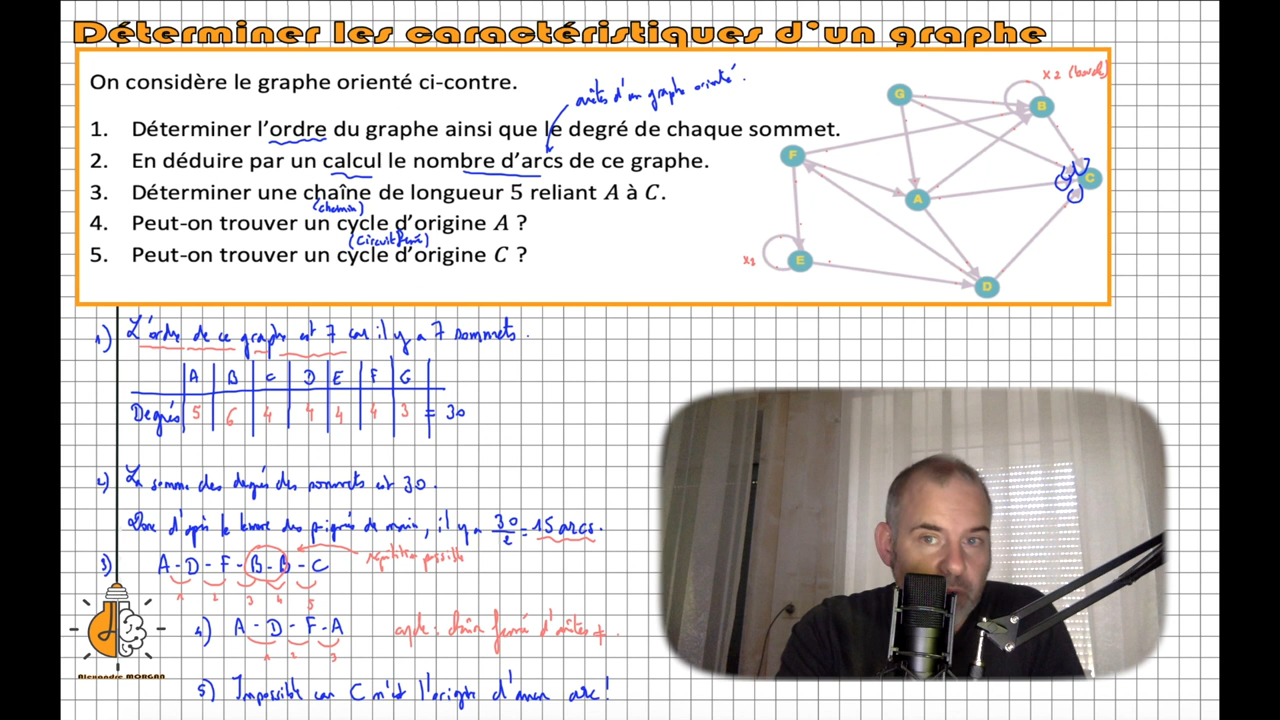 Déterminer les caractéristiques d'un graphe
On considère le graphe orienté ci-contre.
arêtes d'un graphe orienté.
1. Déterminer l'ordre du graphe ainsi que le degré de chaque sommet.
2. En déduire par un calcul le nombre d'arcs de ce graphe.
3. Déterminer une chaîne de longueur 5 reliant A à C.
(chemin)
4. Peut-on trouver un cycle d'origine A ?
(circuit fermé)
5. Peut-on trouver un cycle d'origine C ?
x2 (boucle)
G
B
F
C
A
x2
E
D
1) L'ordre de ce graphe est 7 car il y a 7 sommets.
A B C D E F G
Degrés 5 6 4 4 4 4 3 = 30
2) La somme des degrés des sommets est 30.
Donc d'après le lemme des poignées de main, il y a 30/2 = 15 arcs.
3) A - D - F - B - B - C
répétition possible
1 2 3 4 5
4) A - D - F - A
cycle : chaîne fermée d'arêtes ≠.
1 2 3
5) Impossible car C n'est l'origine d'aucun arc !
Alexandre MORGAN